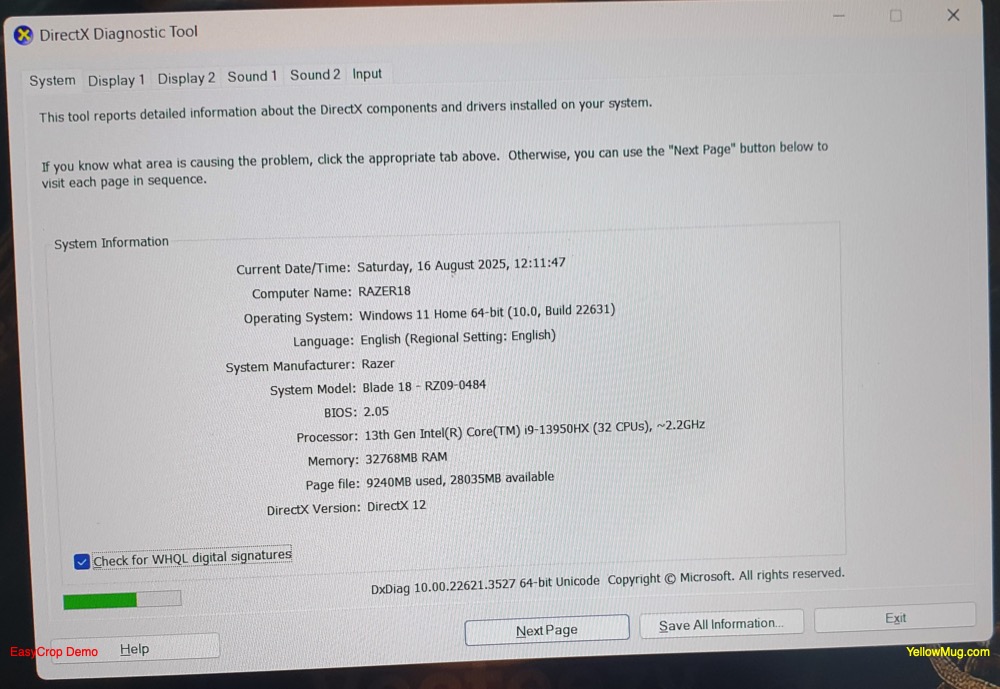 DirectX Diagnostic Tool
System Display 1 Display 2 Sound 1 Sound 2 Input
This tool reports detailed information about the DirectX components and drivers installed on your system.
If you know what area is causing the problem, click the appropriate tab above.  Otherwise, you can use the "Next Page" button below to
visit each page in sequence.
System Information
Current Date/Time: Saturday, 16 August 2025, 12:11:47
Computer Name: RAZER18
Operating System: Windows 11 Home 64-bit (10.0, Build 22631)
Language: English (Regional Setting: English)
System Manufacturer: Razer
System Model: Blade 18 - RZ09-0484
BIOS: 2.05
Processor: 13th Gen Intel(R) Core(TM) i9-13950HX (32 CPUs), ~2.2GHz
Memory: 32768MB RAM
Page file: 9240MB used, 28035MB available
DirectX Version: DirectX 12
Check for WHQL digital signatures
DxDiag 10.00.22621.3527 64-bit Unicode  Copyright © Microsoft. All rights reserved.
Help Next Page Save All Information... Exit
EasyCrop Demo
YellowMug.com